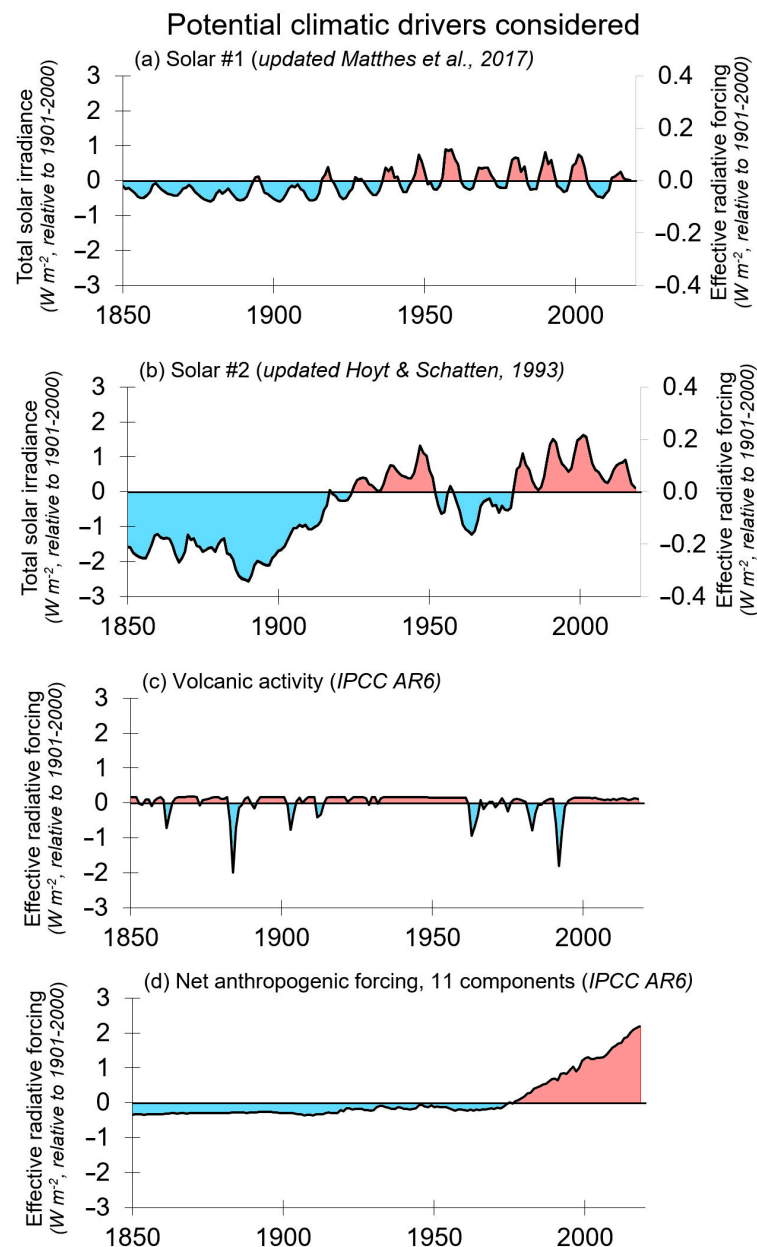 Potential climatic drivers considered
(a) Solar #1 (updated Matthes et al., 2017)
Total solar irradiance
(W m⁻², relative to 1901-2000)
3
2
1
0
−1
−2
−3
0.4
0.2
0.0
−0.2
−0.4
Effective radiative forcing
(W m⁻², relative to 1901-2000)
1850 1900 1950 2000
(b) Solar #2 (updated Hoyt & Schatten, 1993)
Total solar irradiance
(W m⁻², relative to 1901-2000)
3
2
1
0
−1
−2
−3
0.4
0.2
0.0
−0.2
−0.4
Effective radiative forcing
(W m⁻², relative to 1901-2000)
1850 1900 1950 2000
(c) Volcanic activity (IPCC AR6)
Effective radiative forcing
(W m⁻², relative to 1901-2000)
3
2
1
0
−1
−2
−3
1850 1900 1950 2000
(d) Net anthropogenic forcing, 11 components (IPCC AR6)
Effective radiative forcing
(W m⁻², relative to 1901-2000)
3
2
1
0
−1
−2
−3
1850 1900 1950 2000